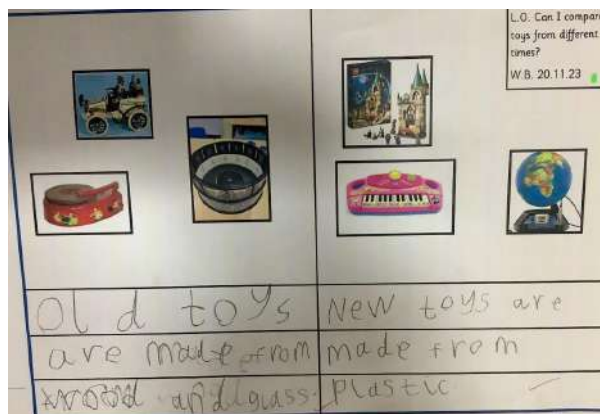 L.O. Can I compar
toys from different
times?
W.B. 20.11.23
Old toys
are made from
wood and glass.
New toys are
made from
plastic.